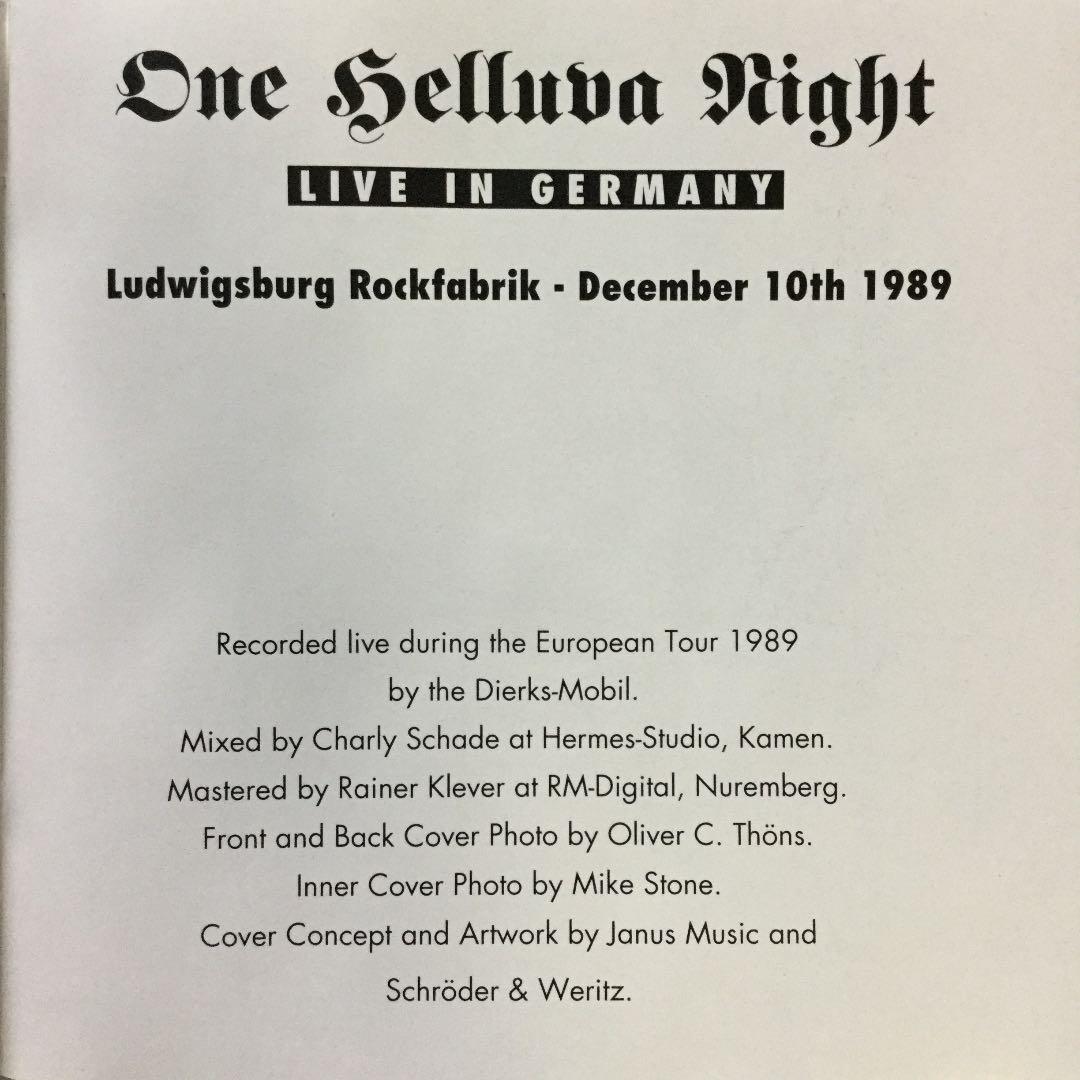 One Helluva Night
LIVE IN GERMANY
Ludwigsburg Rockfabrik - December 10th 1989
Recorded live during the European Tour 1989
by the Dierks-Mobil.
Mixed by Charly Schade at Hermes-Studio, Kamen.
Mastered by Rainer Klever at RM-Digital, Nuremberg.
Front and Back Cover Photo by Oliver C. Thöns.
Inner Cover Photo by Mike Stone.
Cover Concept and Artwork by Janus Music and
Schröder & Weritz.